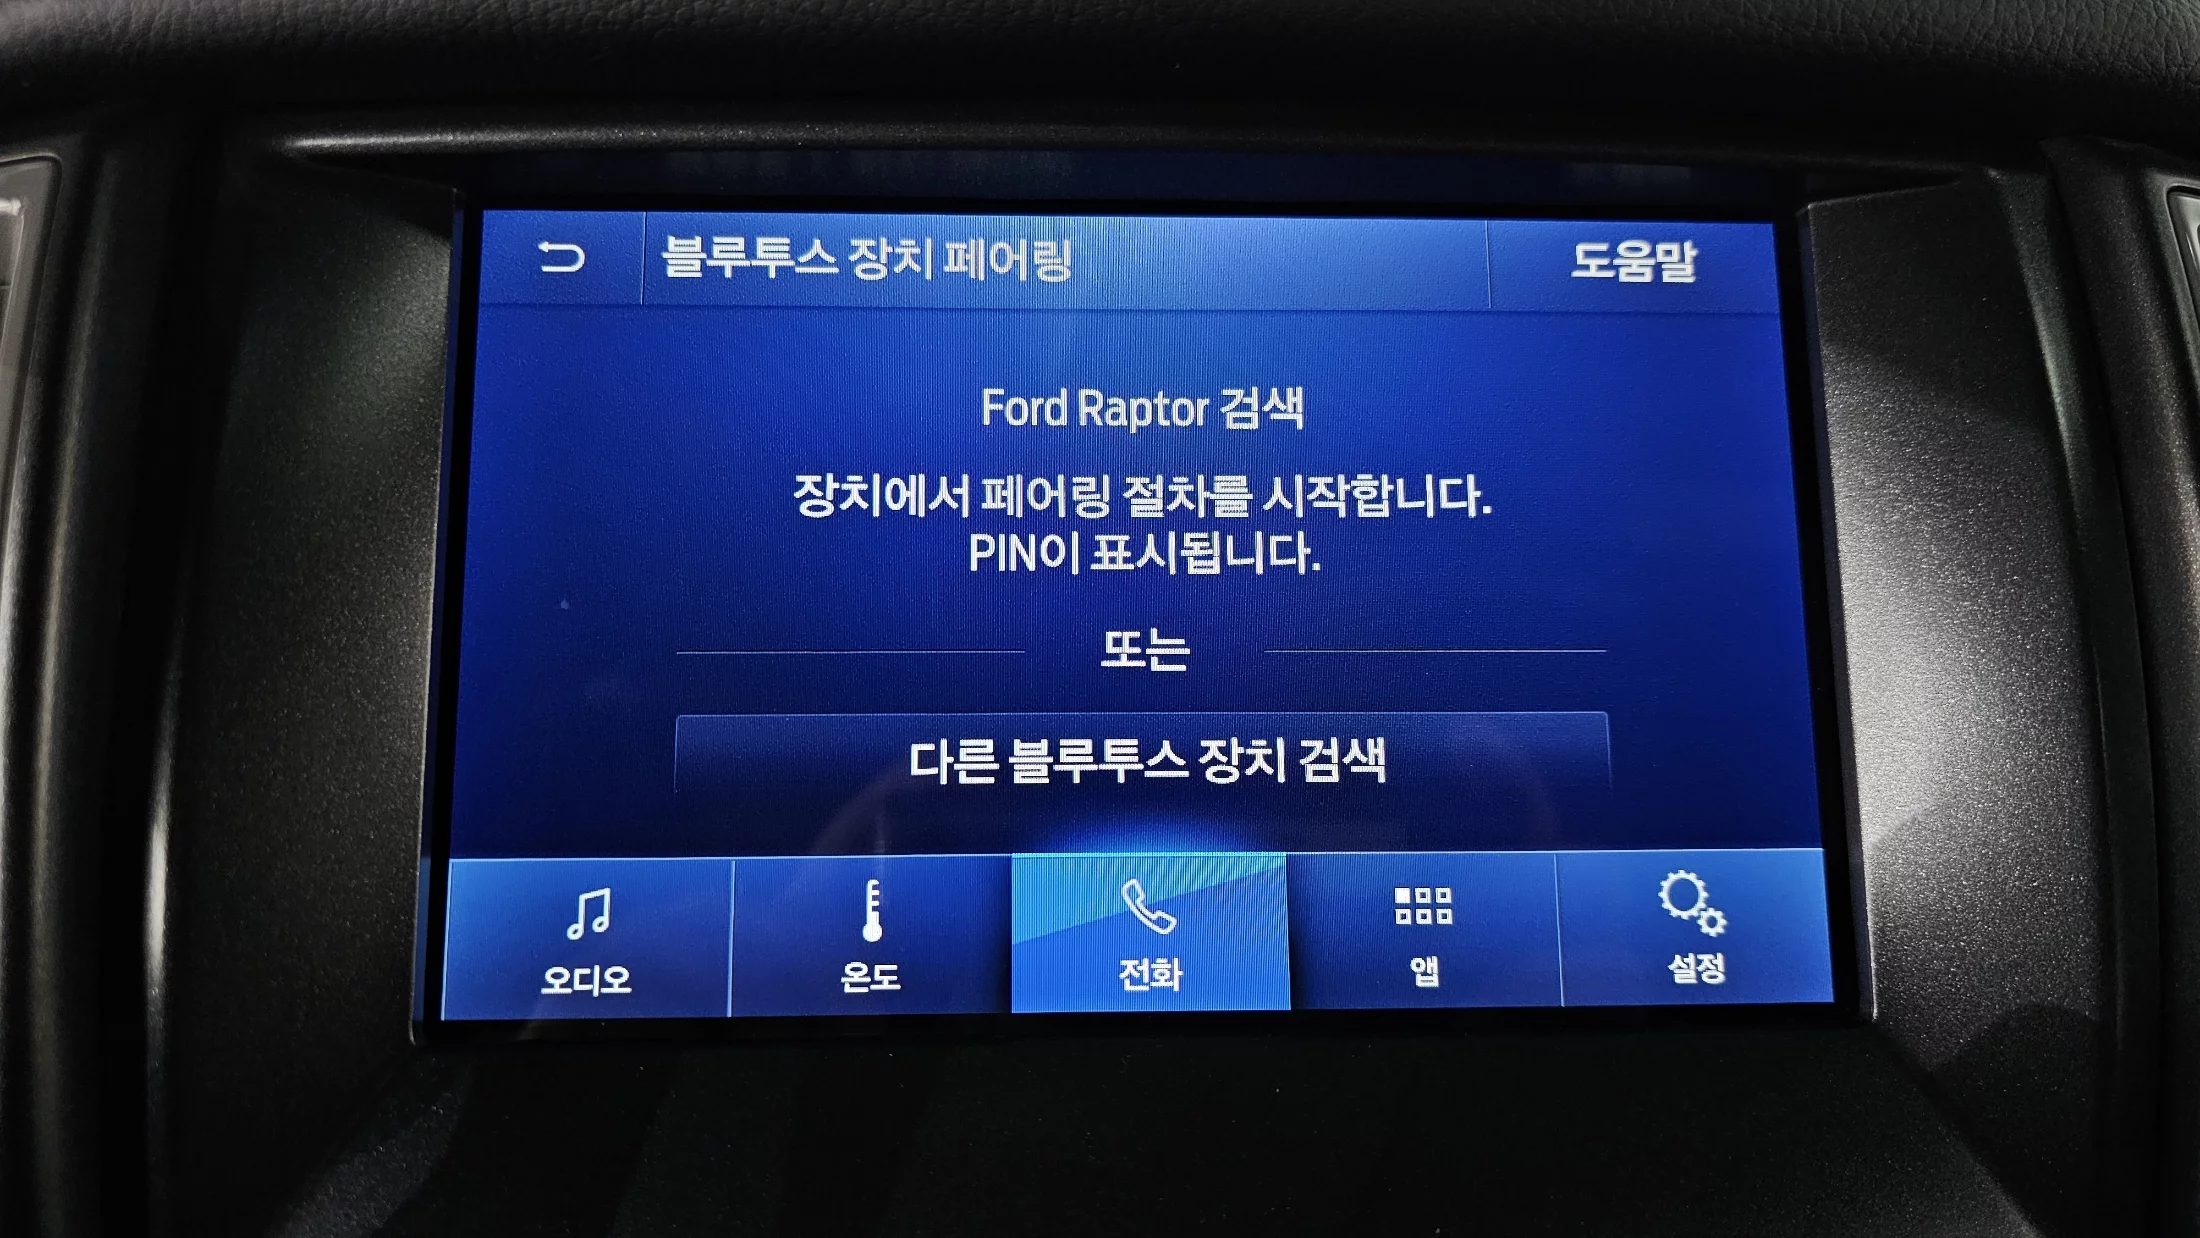 블루투스 장치 페어링
도움말
Ford Raptor 검색
장치에서 페어링 절차를 시작합니다.
PIN이 표시됩니다.
또는
다른 블루투스 장치 검색
오디오
온도
전화
앱
설정